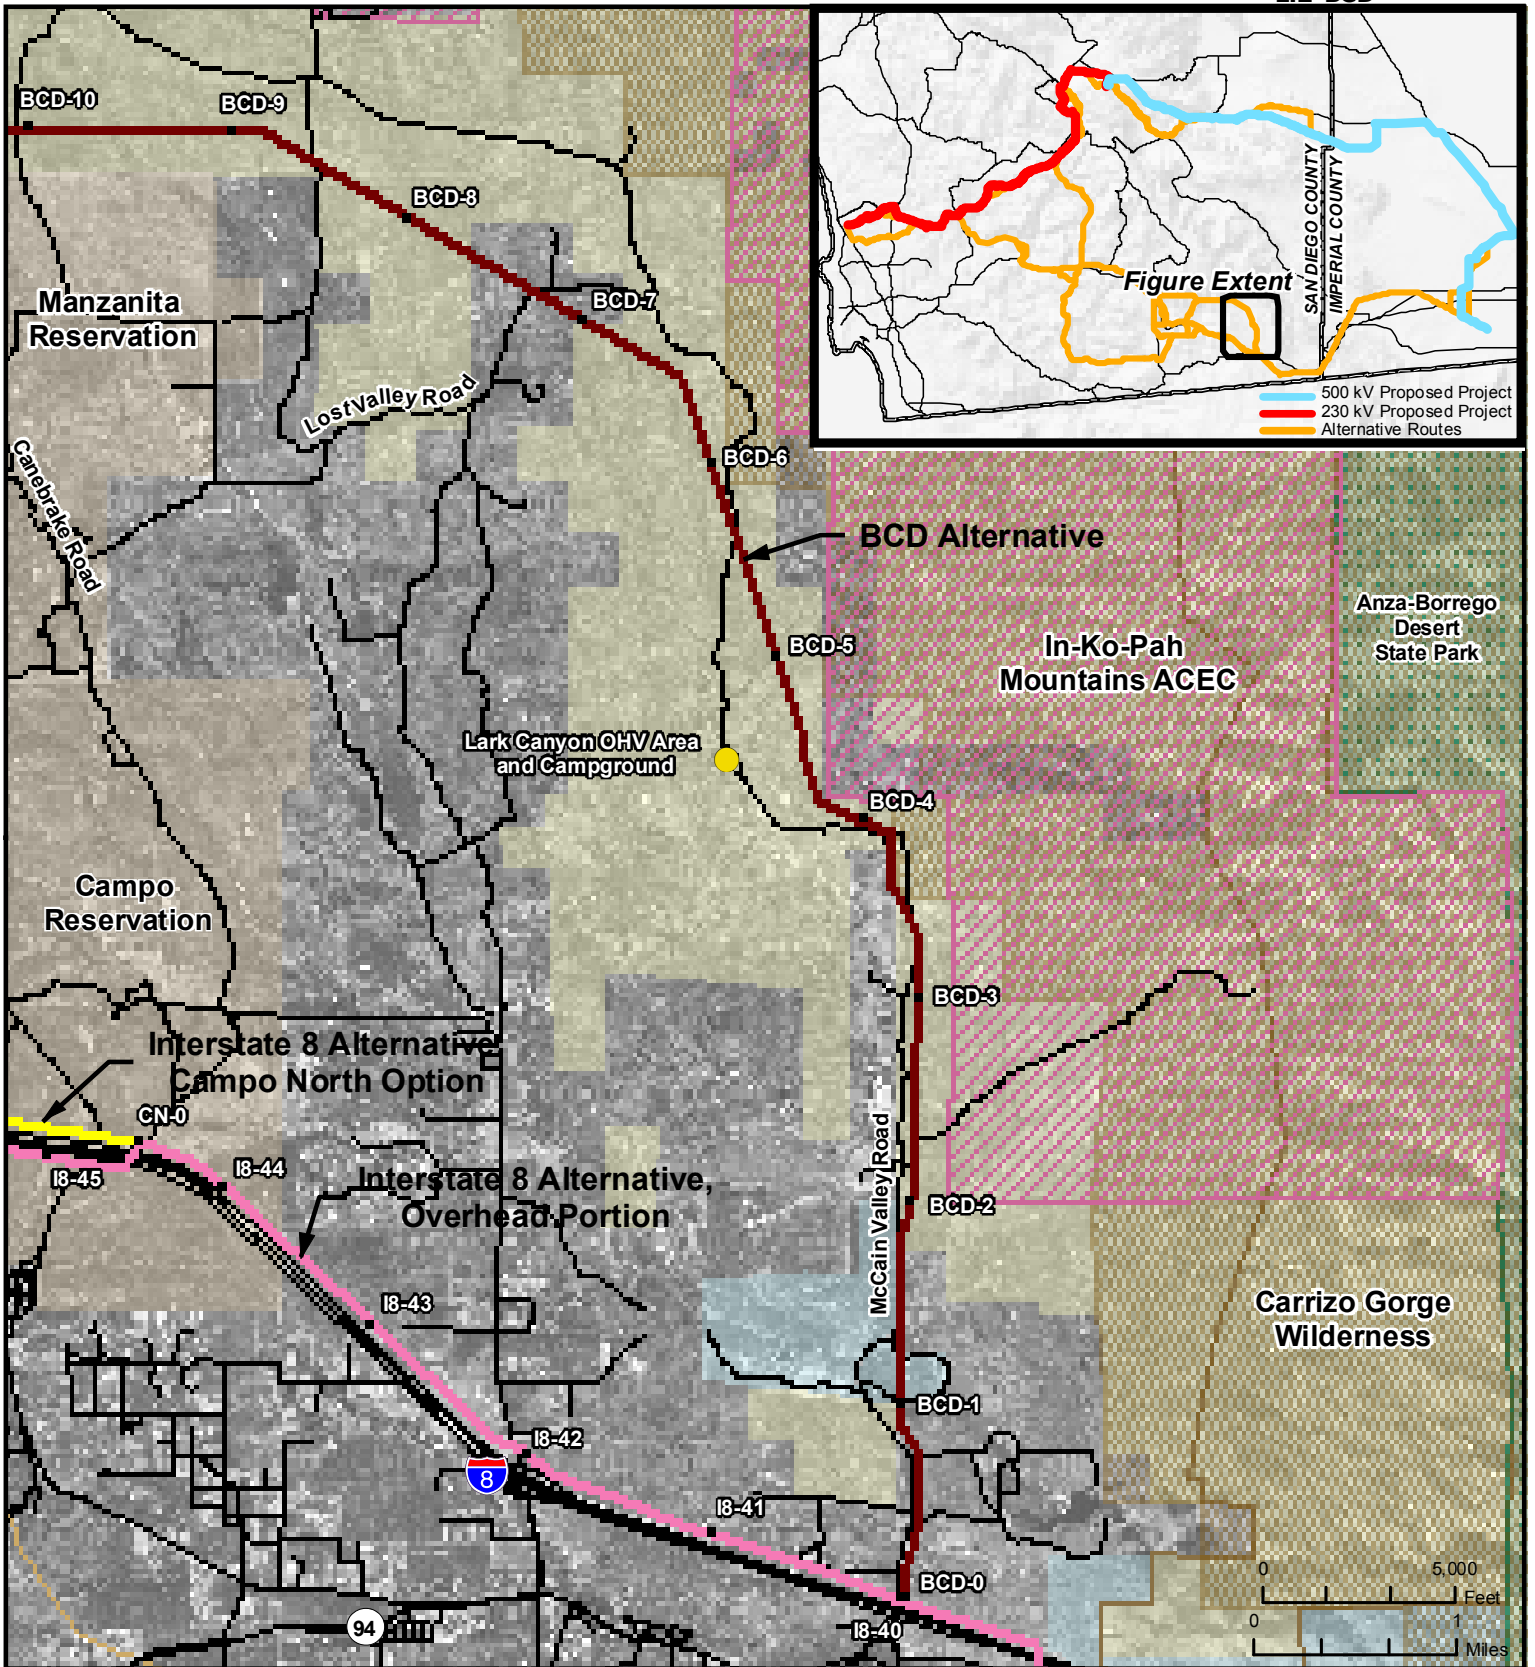 BCD-10
BCD-9
BCD-8
BCD-7
Manzanita
Reservation
Lost Valley Road
Canebrake Road
BCD-6
BCD Alternative
BCD-5
In-Ko-Pah
Mountains ACEC
Anza-Borrego
Desert
State Park
Lark Canyon OHV Area
and Campground
BCD-4
Campo
Reservation
BCD-3
Interstate 8 Alternative
Campo North Option
CN-0
I8-45
I8-44
Interstate 8 Alternative,
Overhead Portion
McCain Valley Road
BCD-2
I8-43
Carrizo Gorge
Wilderness
BCD-1
I8-42
8
I8-41
BCD-0
I8-40
94
0 5,000
Feet
0 1
Miles
Figure Extent
SAN DIEGO COUNTY
IMPERIAL COUNTY
500 kV Proposed Project
230 kV Proposed Project
Alternative Routes